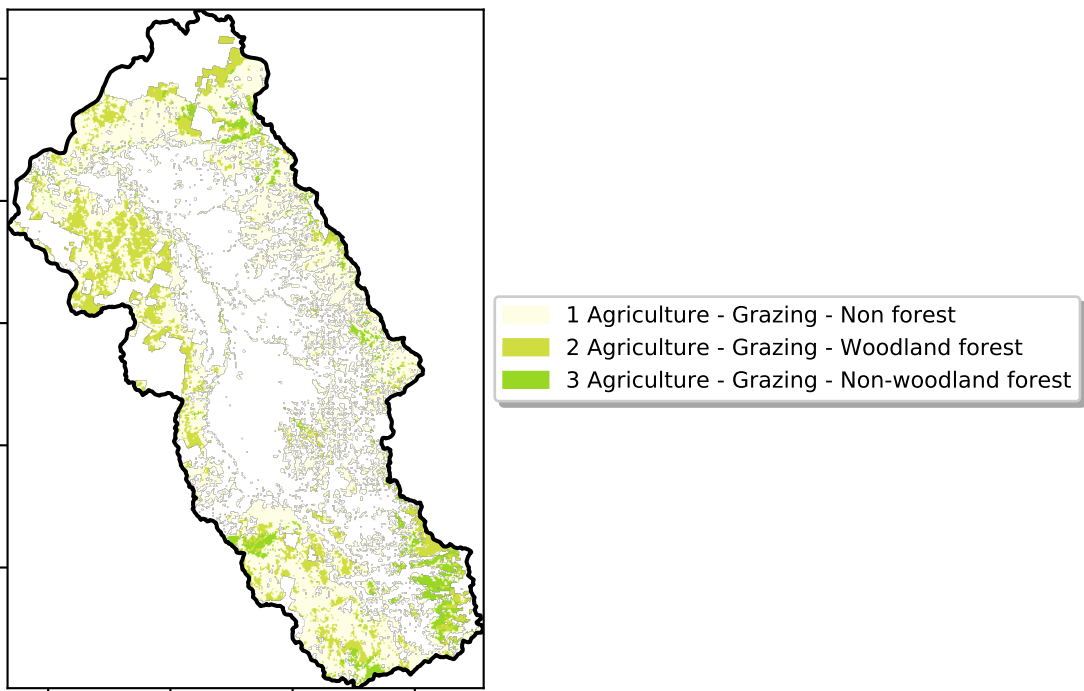 1 Agriculture - Grazing - Non forest
2 Agriculture - Grazing - Woodland forest
3 Agriculture - Grazing - Non-woodland forest